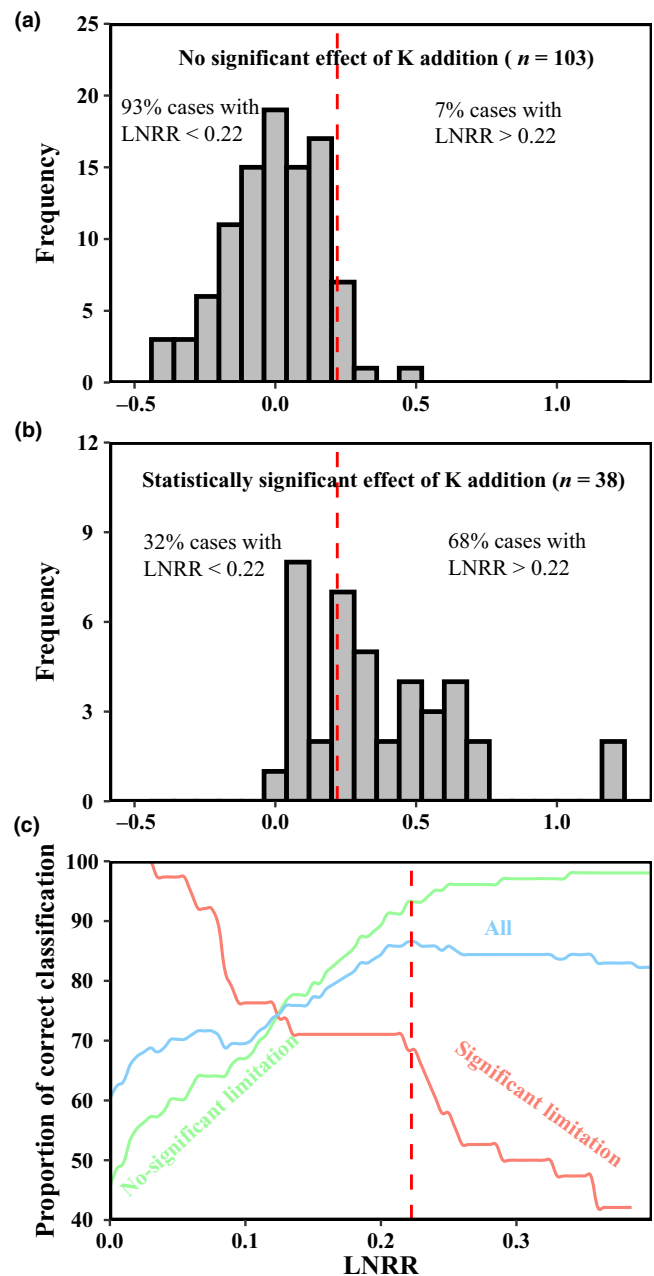 (a)
25
20
15
10
5
0
Frequency
No significant effect of K addition ( n = 103)
93% cases with
LNRR < 0.22
7% cases with
LNRR > 0.22
−0.5
0.0
0.5
1.0
(b)
12
9
6
3
0
Frequency
Statistically significant effect of K addition (n = 38)
32% cases with
LNRR < 0.22
68% cases with
LNRR > 0.22
−0.5
0.0
0.5
1.0
(c)
100
90
80
70
60
50
40
Proportion of correct classification
All
No-significant limitation
Significant limitation
0.0
0.1
0.2
0.3
LNRR